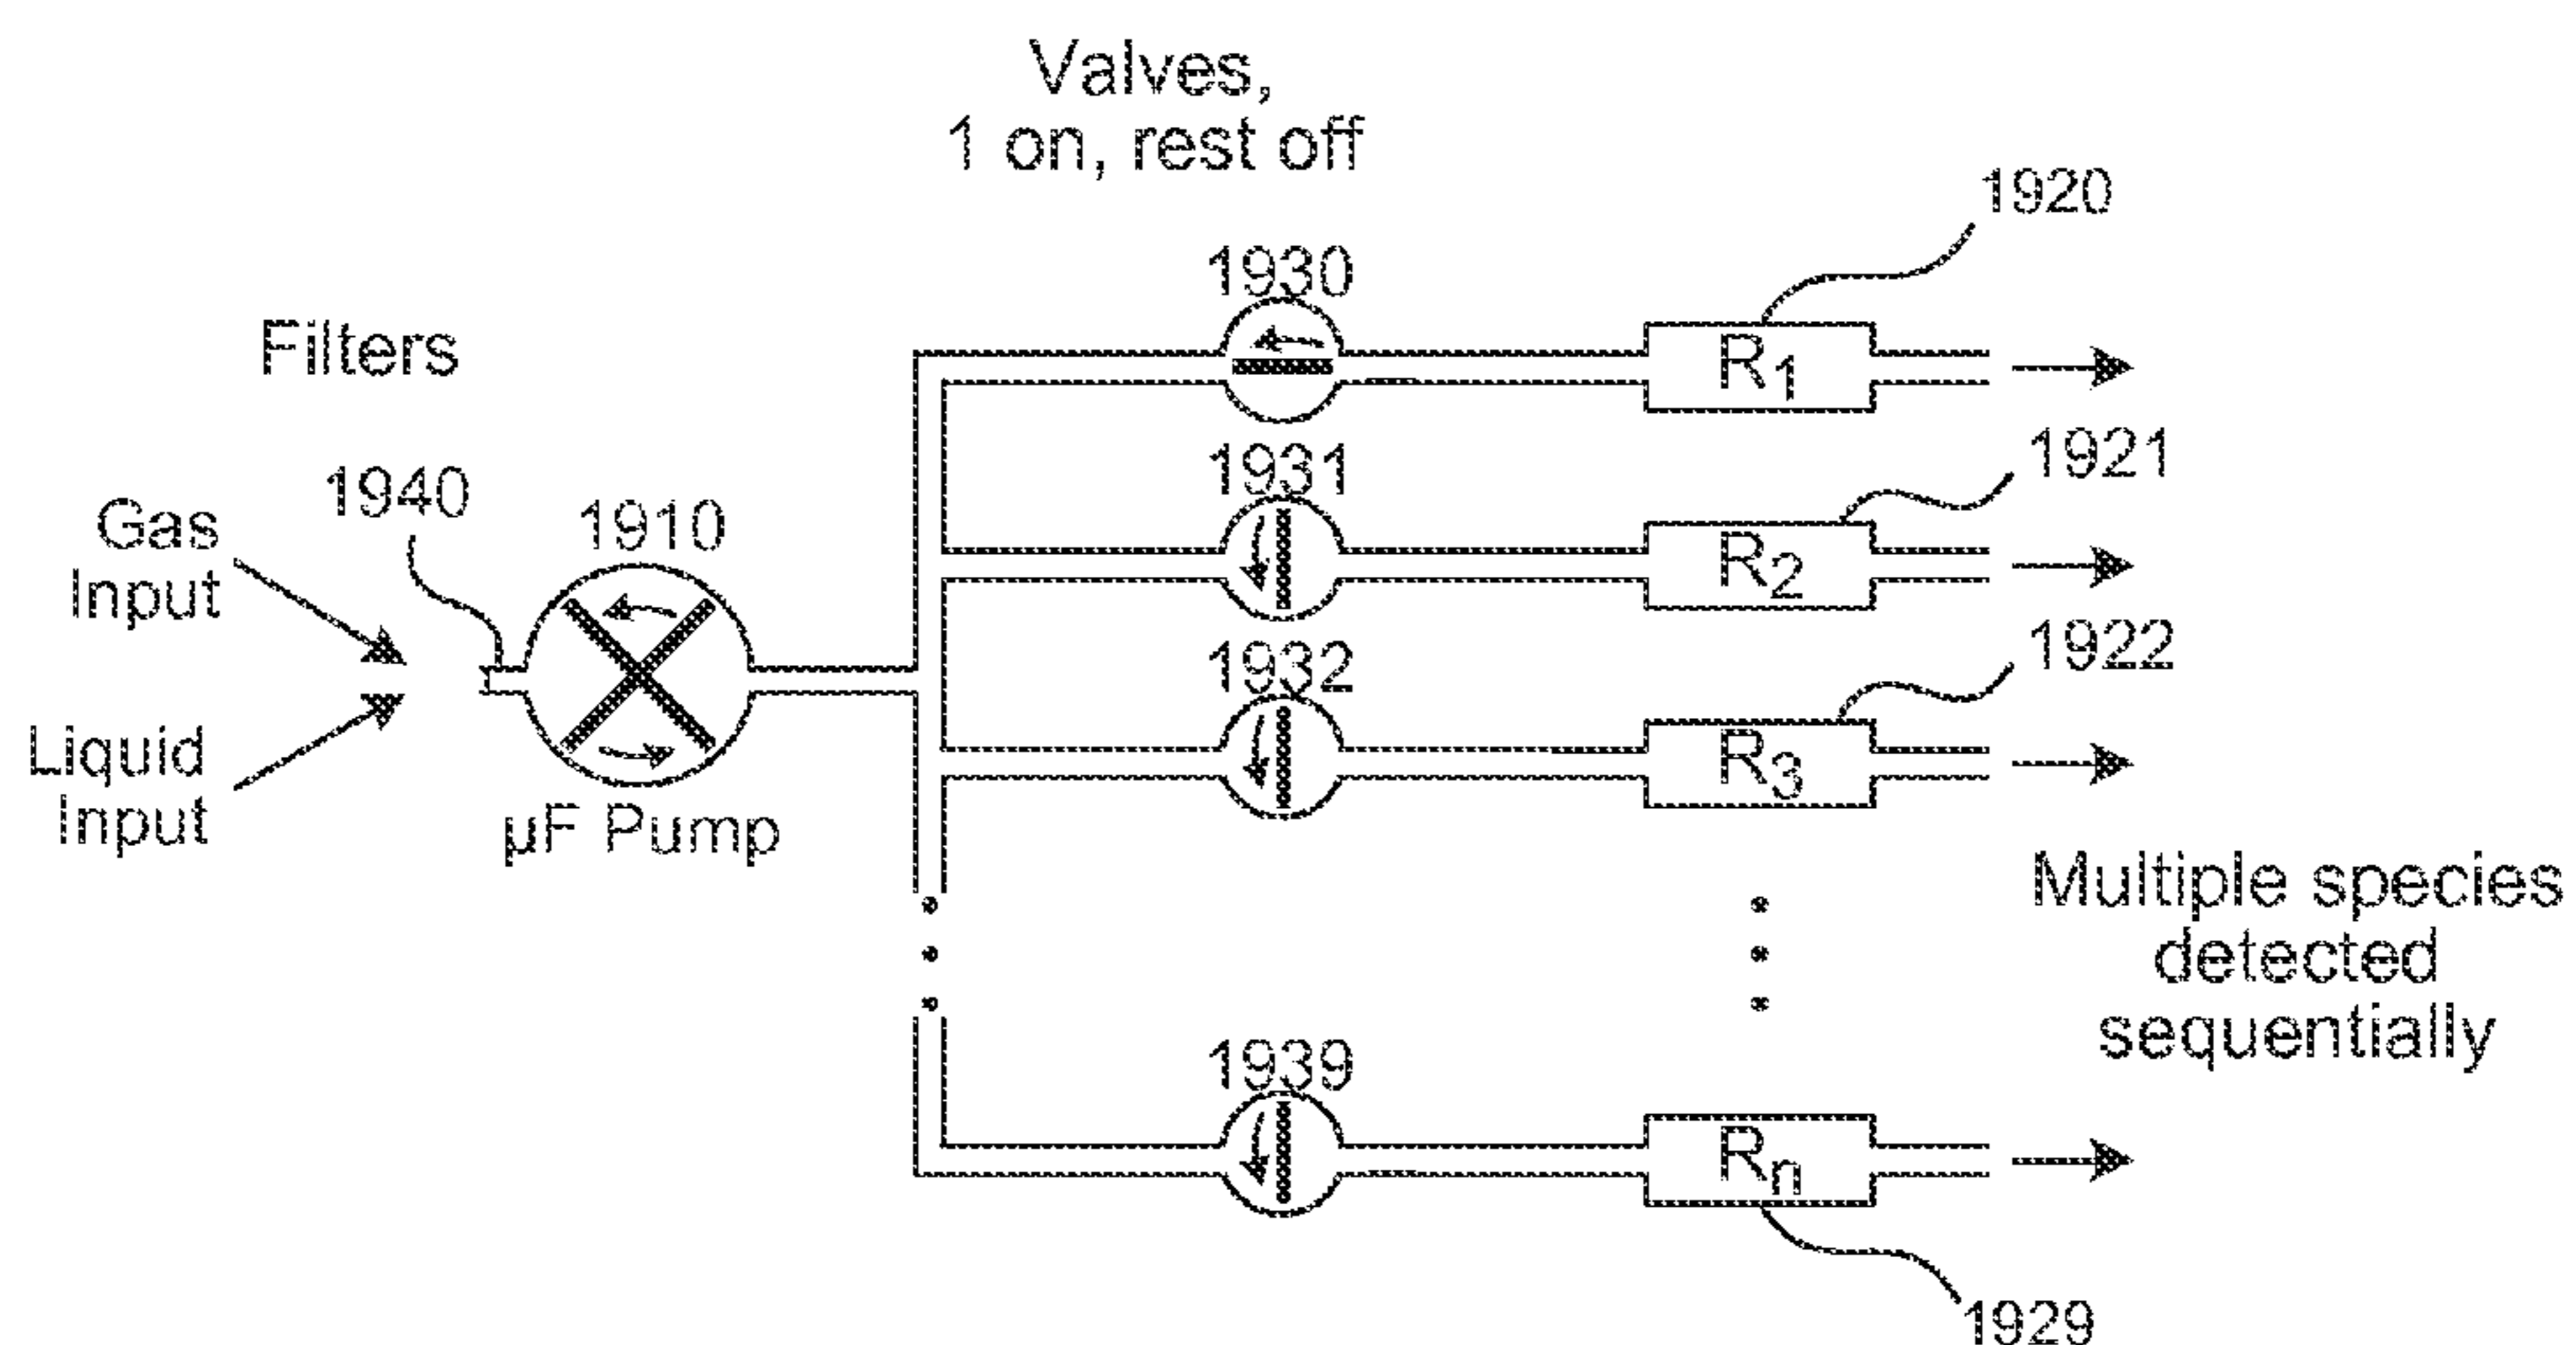 Valves,
1 on, rest off
1920
1930
Filters
R1
1921
1931
1940
1910
Gas
Input
R2
1922
1932
Liquid
Input
µF Pump
R3
Multiple species
detected
sequentially
1939
Rn
1929